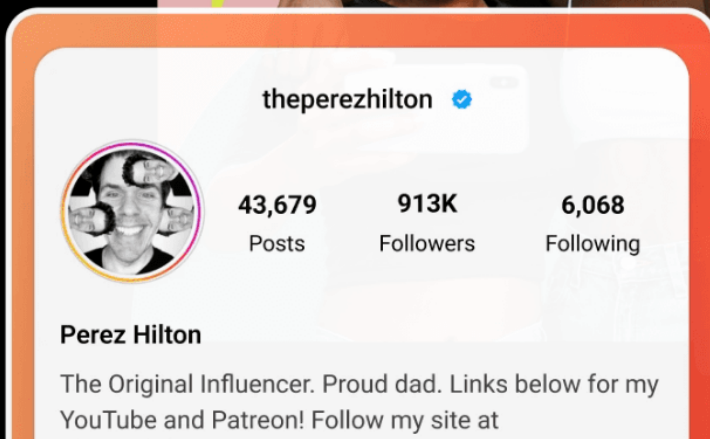 theperezhilton
43,679 913K 6,068
Posts Followers Following
Perez Hilton
The Original Influencer. Proud dad. Links below for my
YouTube and Patreon! Follow my site at